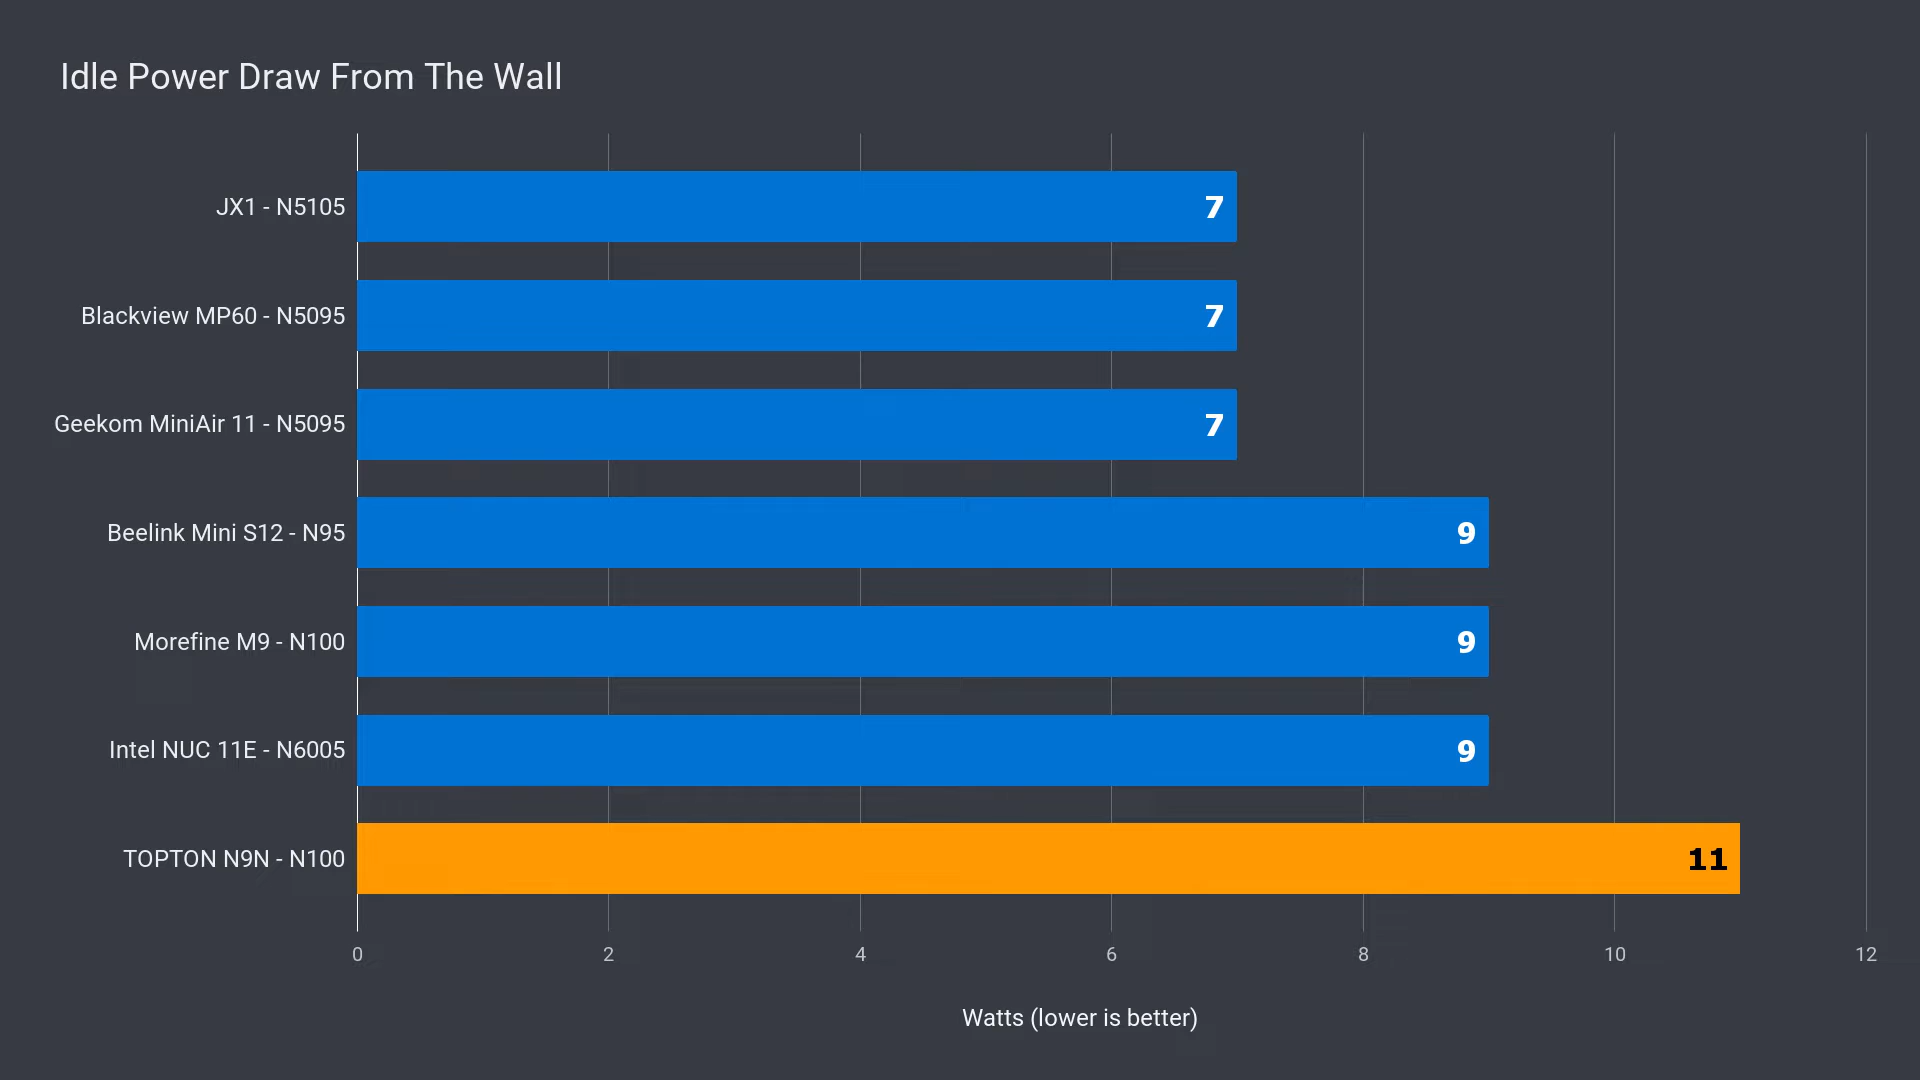 Idle Power Draw From The Wall
JX1 - N5105
7
Blackview MP60 - N5095
7
Geekom MiniAir 11 - N5095
7
Beelink Mini S12 - N95
9
Morefine M9 - N100
9
Intel NUC 11E - N6005
9
TOPTON N9N - N100
11
0 2 4 6 8 10 12
Watts (lower is better)